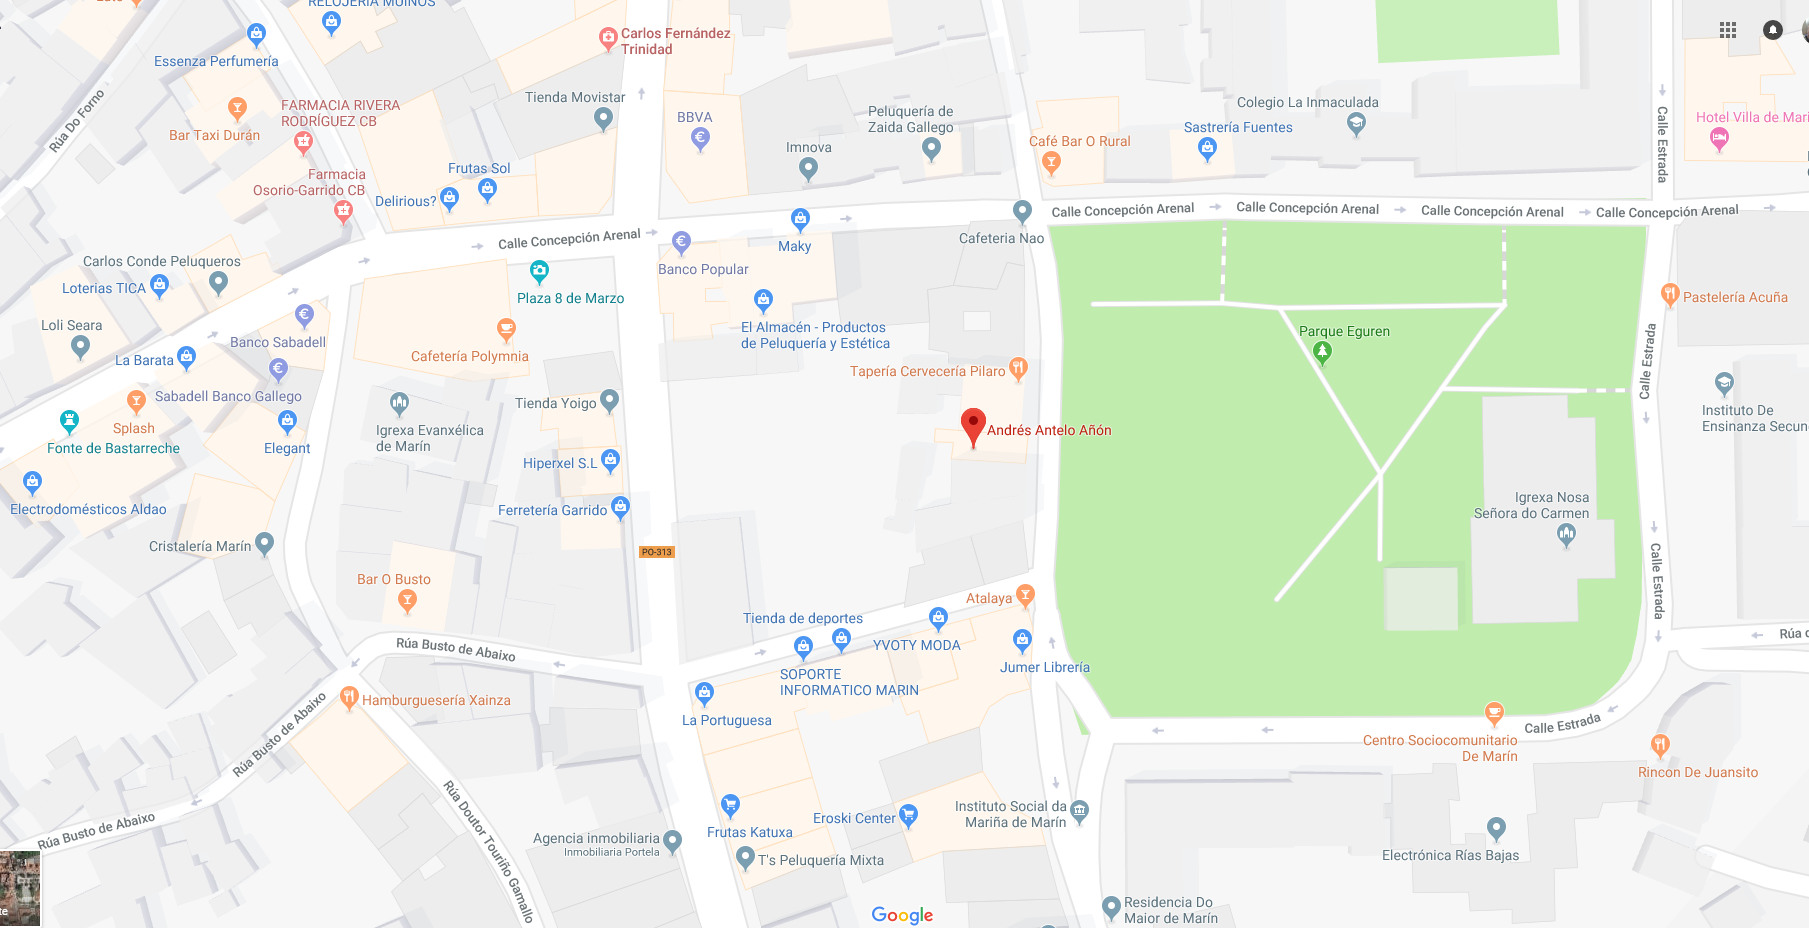 RELOJERÍA MUIÑOS
Carlos Fernández
Trinidad
Essenza Perfumería
Rúa Do Forno
Bar Taxi Durán
FARMACIA RIVERA
RODRÍGUEZ CB
Tienda Movistar
BBVA
Peluquería de
Zaida Gallego
Colegio La Inmaculada
Sastrería Fuentes
Calle Estrada
Café Bar O Rural
Imnova
Frutas Sol
Farmacia
Osorio-Garrido CB
Delirious?
Calle Concepción Arenal
Calle Concepción Arenal
Calle Concepción Arenal
Calle Concepción Arenal
Calle Concepción Arenal
Cafeteria Nao
Maky
Banco Popular
Carlos Conde Peluqueros
Loterias TICA
Plaza 8 de Marzo
Pastelería Acuña
Loli Seara
Banco Sabadell
El Almacén - Productos
de Peluquería y Estética
Parque Eguren
Cafetería Polymnia
La Barata
Calle Estrada
Tapería Cervecería Pilaro
Sabadell Banco Gallego
Tienda Yoigo
Instituto De
Splash
Igrexa Evanxélica
de Marín
Andrés Antelo Añón
Fonte de Bastarreche
Elegant
Hiperxel S.L
Igrexa Nosa
Señora do Carmen
Electrodomésticos Aldao
Ferretería Garrido
Cristalería Marín
PO-313
Calle Estrada
Bar O Busto
Atalaya
Tienda de deportes
YVOTY MODA
Rúa Busto de Abaixo
Jumer Librería
SOPORTE
INFORMATICO MARIN
Hamburguesería Xainza
Rúa Busto de Abaixo
La Portuguesa
Calle Estrada
Centro Sociocomunitario
De Marín
Rincon De Juansito
Rúa Doutor Touriño Gamallo
Instituto Social da
Mariña de Marín
Eroski Center
Frutas Katuxa
Rúa Busto de Abaixo
Agencia inmobiliaria
Inmobiliaria Portela
T's Peluquería Mixta
Electrónica Rías Bajas
Residencia Do
Maior de Marín
Google